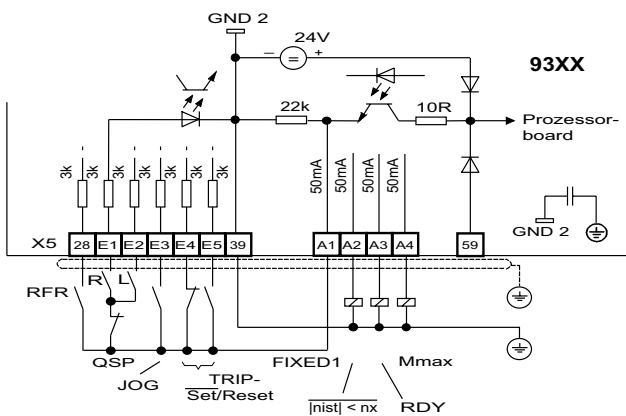 GND 2
24V
– = +
93XX
22k
10R
Prozessor-
board
3k 3k 3k 3k 3k 3k
50mA 50mA 50mA 50mA
GND 2
X5 28 E1 E2 E3 E4 E5 39 A1 A2 A3 A4 59
RFR R L
QSP
JOG
TRIP-
Set/Reset
FIXED1
Mmax
|nist| < nx
RDY